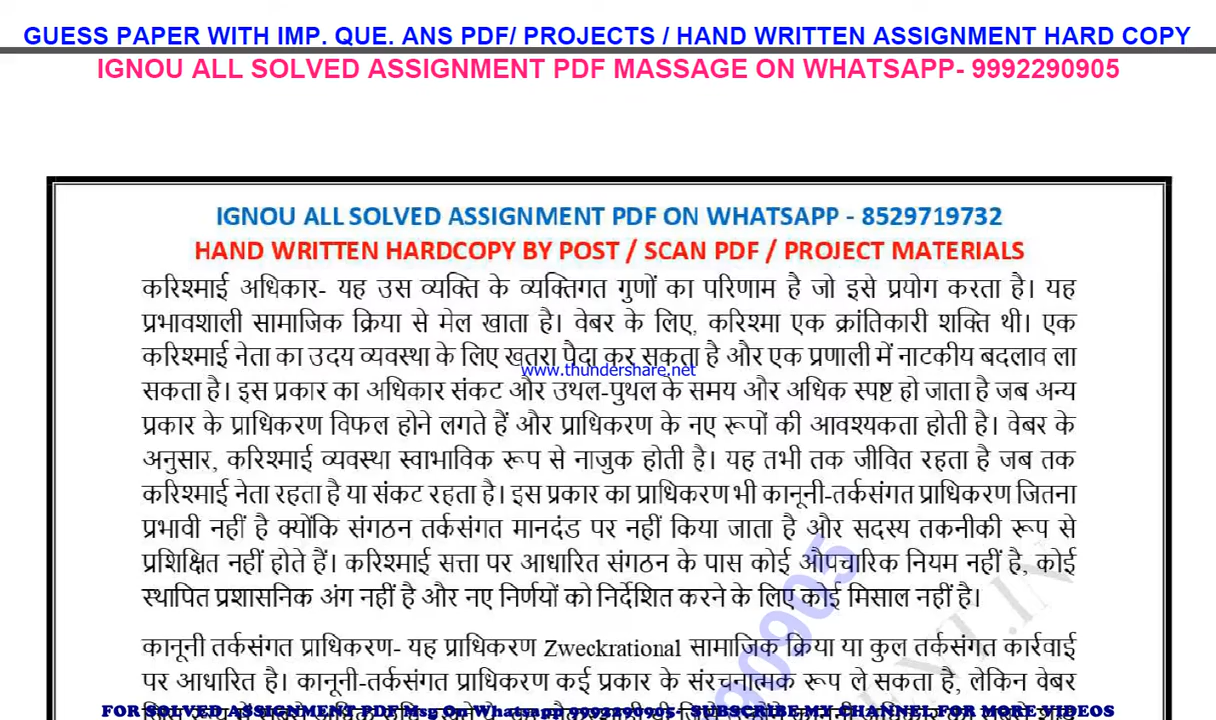 GUESS PAPER WITH IMP. QUE. ANS PDF/ PROJECTS / HAND WRITTEN ASSIGNMENT HARD COPY
IGNOU ALL SOLVED ASSIGNMENT PDF MASSAGE ON WHATSAPP- 9992290905
IGNOU ALL SOLVED ASSIGNMENT PDF ON WHATSAPP - 8529719732
HAND WRITTEN HARDCOPY BY POST / SCAN PDF / PROJECT MATERIALS
करिश्माई अधिकार- यह उस व्यक्ति के व्यक्तिगत गुणों का परिणाम है जो इसे प्रयोग करता है। यह
प्रभावशाली सामाजिक क्रिया से मेल खाता है। वेबर के लिए, करिश्मा एक क्रांतिकारी शक्ति थी। एक
करिश्माई नेता का उदय व्यवस्था के लिए खतरा पैदा कर सकता है और एक प्रणाली में नाटकीय बदलाव ला
www.thundershare.net
सकता है। इस प्रकार का अधिकार संकट और उथल-पुथल के समय और अधिक स्पष्ट हो जाता है जब अन्य
प्रकार के प्राधिकरण विफल होने लगते हैं और प्राधिकरण के नए रूपों की आवश्यकता होती है। वेबर के
अनुसार, करिश्माई व्यवस्था स्वाभाविक रूप से नाजुक होती है। यह तभी तक जीवित रहता है जब तक
करिश्माई नेता रहता है या संकट रहता है। इस प्रकार का प्राधिकरण भी कानूनी-तर्कसंगत प्राधिकरण जितना
प्रभावी नहीं है क्योंकि संगठन तर्कसंगत मानदंड पर नहीं किया जाता है और सदस्य तकनीकी रूप से
प्रशिक्षित नहीं होते हैं। करिश्माई सत्ता पर आधारित संगठन के पास कोई औपचारिक नियम नहीं है, कोई
स्थापित प्रशासनिक अंग नहीं है और नए निर्णयों को निर्देशित करने के लिए कोई मिसाल नहीं है।
कानूनी तर्कसंगत प्राधिकरण- यह प्राधिकरण Zweckrational सामाजिक क्रिया या कुल तर्कसंगत कार्रवाई
पर आधारित है। कानूनी-तर्कसंगत प्राधिकरण कई प्रकार के संरचनात्मक रूप ले सकता है, लेकिन वेबर
FOR SOLVED ASSIGNMENT PDF Msg On Whatsapp 9992290905- SUBSCRIBE MY CHANNEL FOR MORE VIDEOS